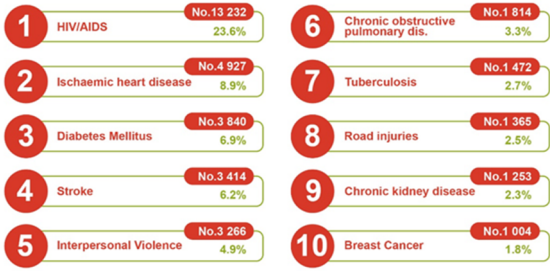 1
No.13 232
HIV/AIDS
23.6%
2
No.4 927
Ischaemic heart disease
8.9%
3
No.3 840
Diabetes Mellitus
6.9%
4
No.3 414
Stroke
6.2%
5
No.3 266
Interpersonal Violence
4.9%
6
No.1 814
Chronic obstructive
pulmonary dis.
3.3%
7
No.1 472
Tuberculosis
2.7%
8
No.1 365
Road injuries
2.5%
9
No.1 253
Chronic kidney disease
2.3%
10
No.1 004
Breast Cancer
1.8%